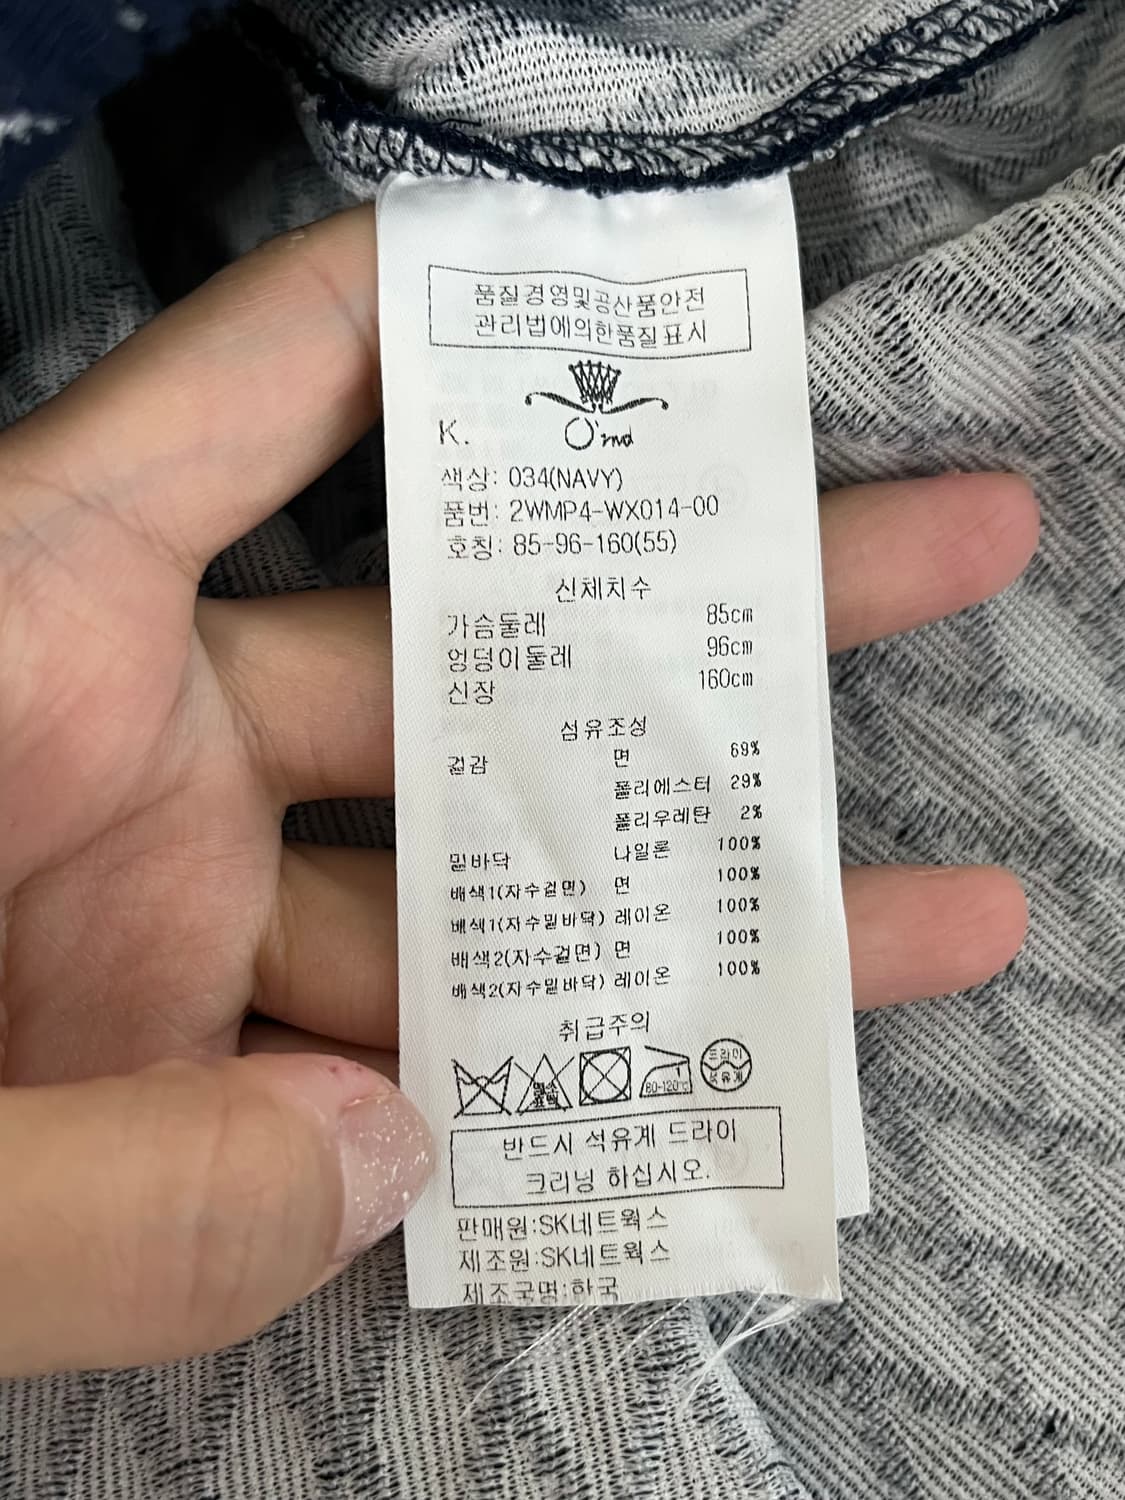 품질경영및공산품안전
관리법에의한품질표시
K. O'2nd
색상: 034(NAVY)
품번: 2WMP4-WX014-00
호칭: 85-96-160(55)
신체치수
가슴둘레 85cm
엉덩이둘레 96cm
신장 160cm
섬유조성
겉감 면 69%
폴리에스터 29%
폴리우레탄 2%
밑바닥 나일론 100%
배색1(자수겉면) 면 100%
배색1(자수밑바닥) 레이온 100%
배색2(자수겉면) 면 100%
배색2(자수밑바닥) 레이온 100%
취급주의
염소 80-120℃ 드라이
표백 석유계
반드시 석유계 드라이
크리닝 하십시오.
판매원:SK네트웍스
제조원:SK네트웍스
제조국명:한국